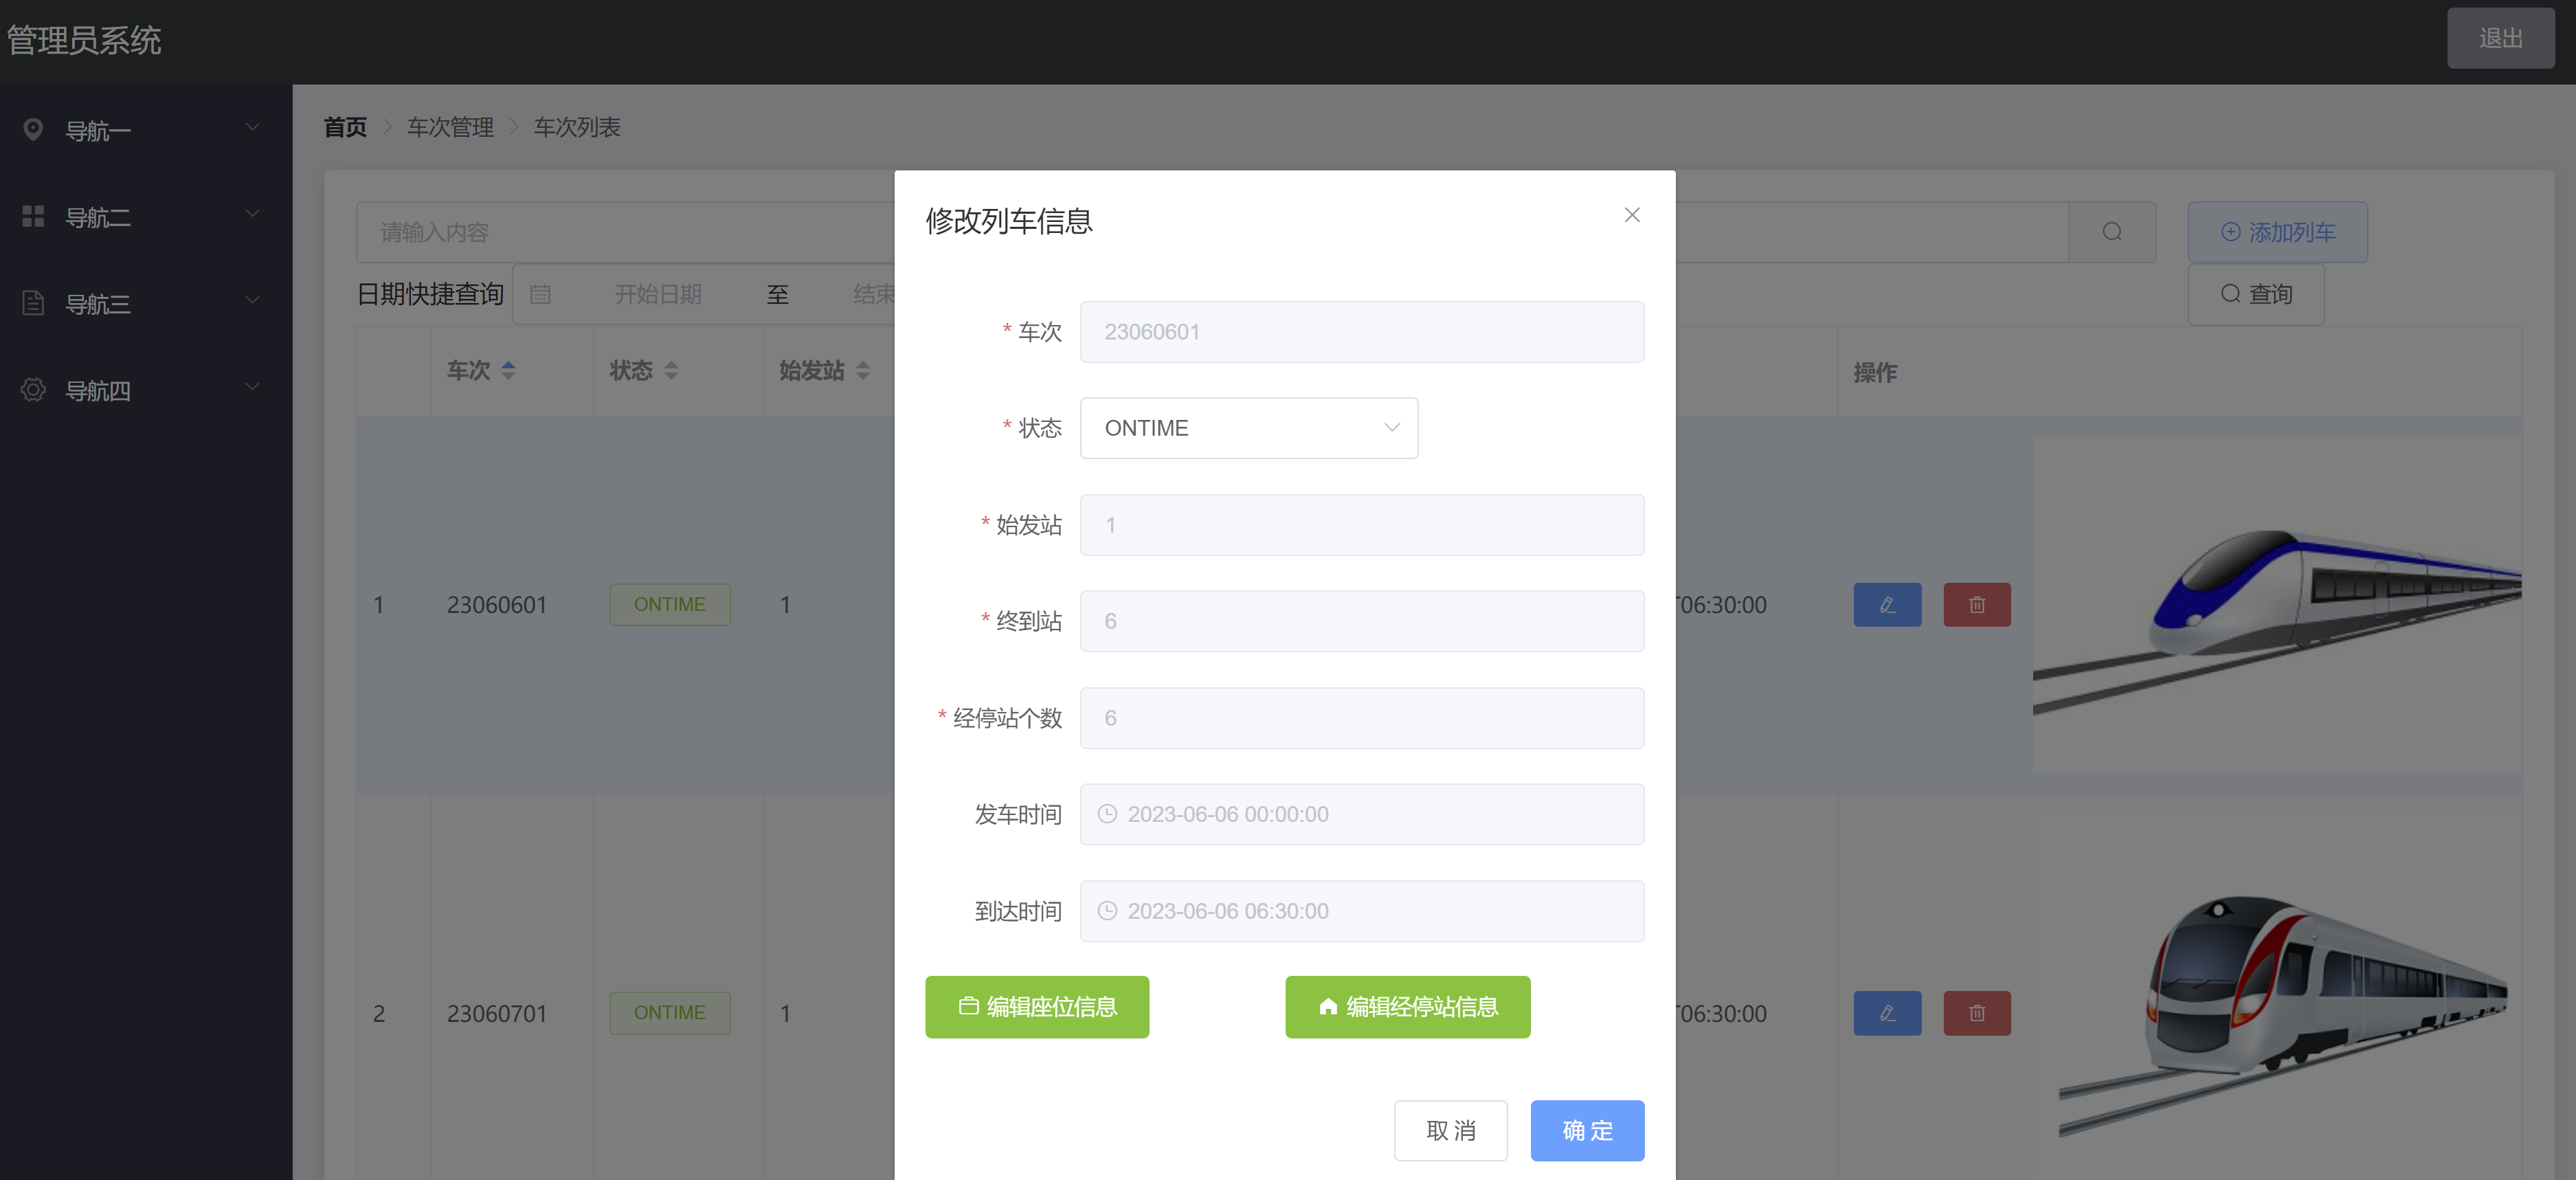 管理员系统
退出
导航一
导航二
导航三
导航四
首页 车次管理 车次列表
请输入内容
添加列车
日期快捷查询 开始日期 至 结束
查询
车次 状态 始发站 操作
1 23060601 ONTIME 1 T06:30:00
2 23060701 ONTIME 1 T06:30:00
修改列车信息
* 车次 23060601
* 状态 ONTIME
* 始发站 1
* 终到站 6
* 经停站个数 6
发车时间 2023-06-06 00:00:00
到达时间 2023-06-06 06:30:00
编辑座位信息 编辑经停站信息
取 消 确 定